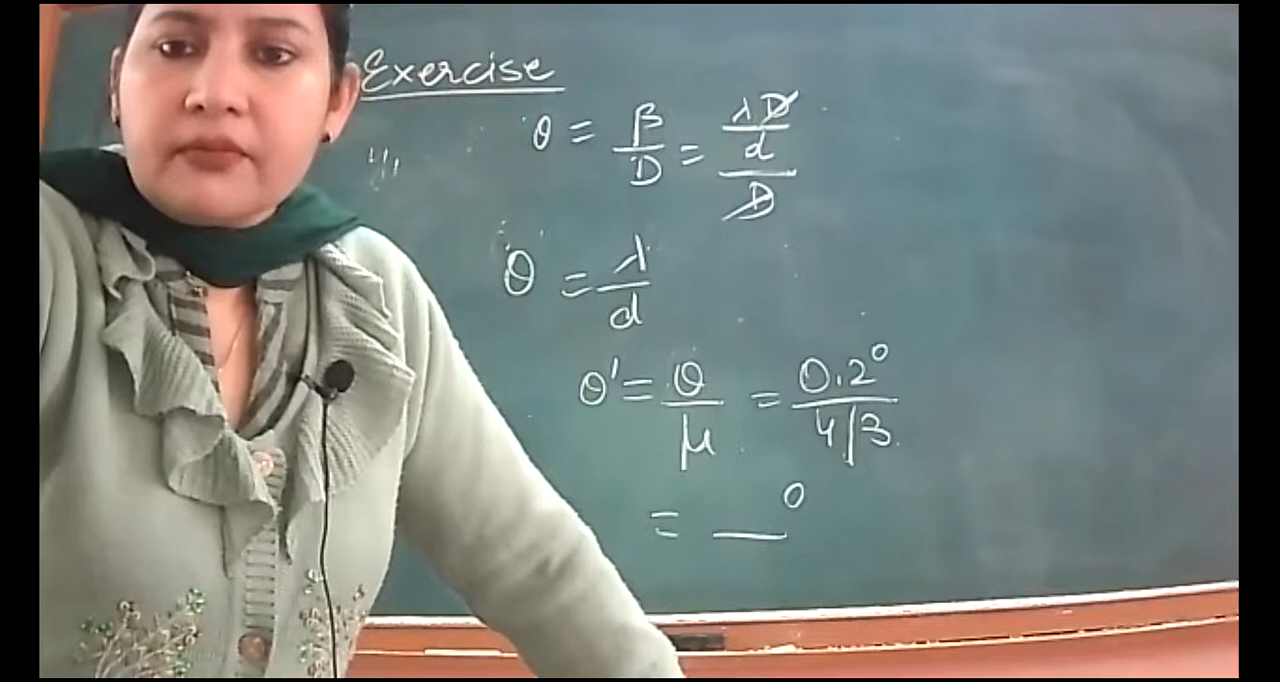 Exercise
θ = β/D = (λD/d)/D
θ = λ/d
θ' = θ/μ = 0.2°/(4/3)
= __°